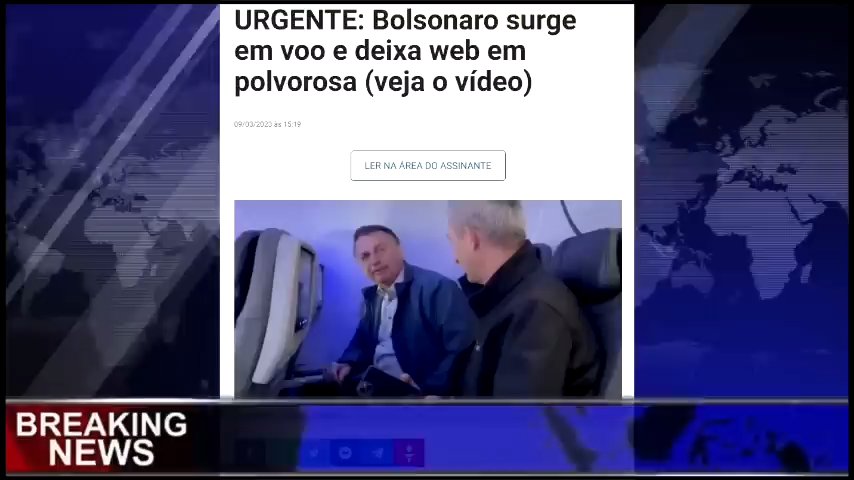 URGENTE: Bolsonaro surge
em voo e deixa web em
polvorosa (veja o vídeo)
09/03/2023 às 15:19
LER NA ÁREA DO ASSINANTE
BREAKING
NEWS